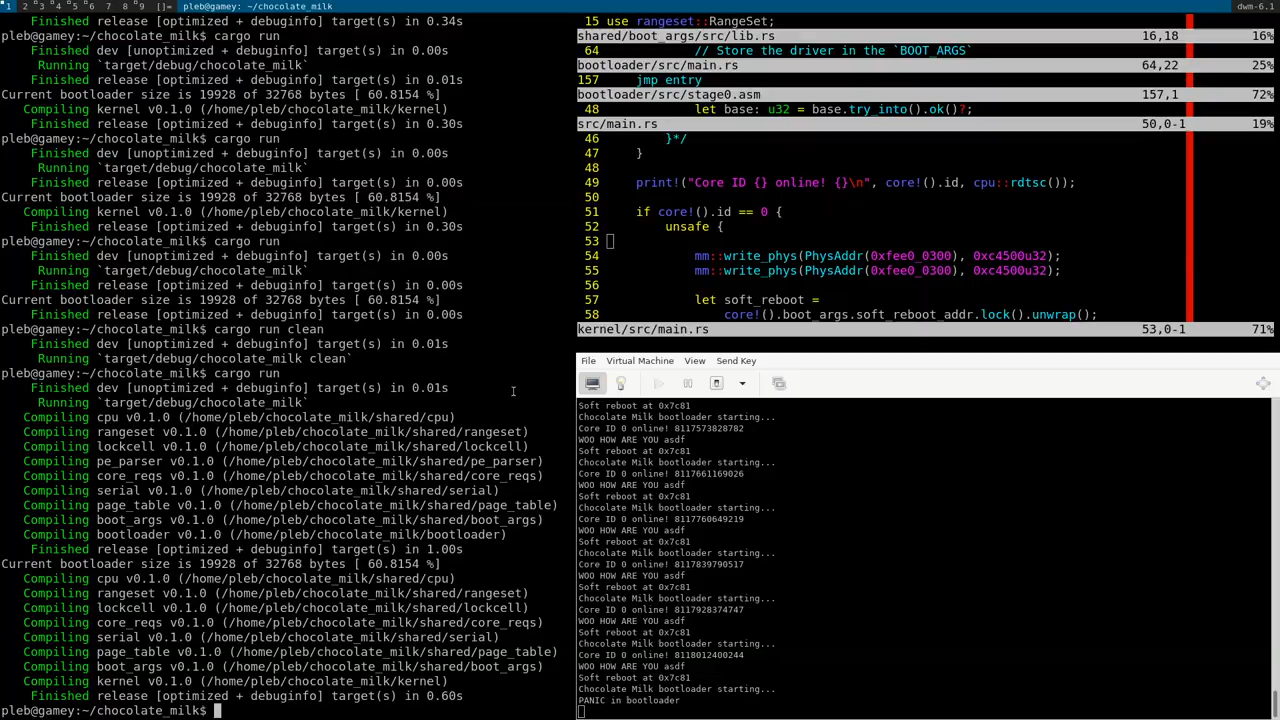 1 2 3 4 5 6 7 8 9 []= pleb@gamey:~/chocolate_milk dwm-6.1
Finished release [optimized + debuginfo] target(s) in 0.34s
pleb@gamey:~/chocolate_milk$ cargo run
Finished dev [unoptimized + debuginfo] target(s) in 0.00s
Running `target/debug/chocolate_milk`
Finished release [optimized + debuginfo] target(s) in 0.01s
Current bootloader size is 19928 of 32768 bytes [ 60.8154 %]
Compiling kernel v0.1.0 (/home/pleb/chocolate_milk/kernel)
Finished release [optimized + debuginfo] target(s) in 0.30s
pleb@gamey:~/chocolate_milk$ cargo run
Finished dev [unoptimized + debuginfo] target(s) in 0.00s
Running `target/debug/chocolate_milk`
Finished release [optimized + debuginfo] target(s) in 0.00s
Current bootloader size is 19928 of 32768 bytes [ 60.8154 %]
Compiling kernel v0.1.0 (/home/pleb/chocolate_milk/kernel)
Finished release [optimized + debuginfo] target(s) in 0.30s
pleb@gamey:~/chocolate_milk$ cargo run
Finished dev [unoptimized + debuginfo] target(s) in 0.00s
Running `target/debug/chocolate_milk`
Finished release [optimized + debuginfo] target(s) in 0.00s
Current bootloader size is 19928 of 32768 bytes [ 60.8154 %]
Finished release [optimized + debuginfo] target(s) in 0.00s
pleb@gamey:~/chocolate_milk$ cargo run clean
Finished dev [unoptimized + debuginfo] target(s) in 0.01s
Running `target/debug/chocolate_milk clean`
pleb@gamey:~/chocolate_milk$ cargo run
Finished dev [unoptimized + debuginfo] target(s) in 0.01s
Running `target/debug/chocolate_milk`
Compiling cpu v0.1.0 (/home/pleb/chocolate_milk/shared/cpu)
Compiling rangeset v0.1.0 (/home/pleb/chocolate_milk/shared/rangeset)
Compiling lockcell v0.1.0 (/home/pleb/chocolate_milk/shared/lockcell)
Compiling pe_parser v0.1.0 (/home/pleb/chocolate_milk/shared/pe_parser)
Compiling core_reqs v0.1.0 (/home/pleb/chocolate_milk/shared/core_reqs)
Compiling serial v0.1.0 (/home/pleb/chocolate_milk/shared/serial)
Compiling page_table v0.1.0 (/home/pleb/chocolate_milk/shared/page_table)
Compiling boot_args v0.1.0 (/home/pleb/chocolate_milk/shared/boot_args)
Compiling bootloader v0.1.0 (/home/pleb/chocolate_milk/bootloader)
Finished release [optimized + debuginfo] target(s) in 1.00s
Current bootloader size is 19928 of 32768 bytes [ 60.8154 %]
Compiling cpu v0.1.0 (/home/pleb/chocolate_milk/shared/cpu)
Compiling rangeset v0.1.0 (/home/pleb/chocolate_milk/shared/rangeset)
Compiling lockcell v0.1.0 (/home/pleb/chocolate_milk/shared/lockcell)
Compiling core_reqs v0.1.0 (/home/pleb/chocolate_milk/shared/core_reqs)
Compiling serial v0.1.0 (/home/pleb/chocolate_milk/shared/serial)
Compiling page_table v0.1.0 (/home/pleb/chocolate_milk/shared/page_table)
Compiling boot_args v0.1.0 (/home/pleb/chocolate_milk/shared/boot_args)
Compiling kernel v0.1.0 (/home/pleb/chocolate_milk/kernel)
Finished release [optimized + debuginfo] target(s) in 0.60s
pleb@gamey:~/chocolate_milk$
15 use rangeset::RangeSet;
shared/boot_args/src/lib.rs 16,18 16%
64 // Store the driver in the `BOOT_ARGS`
bootloader/src/main.rs 64,22 25%
157 jmp entry
bootloader/src/stage0.asm 157,1 72%
48 let base: u32 = base.try_into().ok()?;
src/main.rs 50,0-1 19%
46 }*/
47 }
48
49 print!("Core ID {} online! {}\n", core!().id, cpu::rdtsc());
50
51 if core!().id == 0 {
52 unsafe {
53
54 mm::write_phys(PhysAddr(0xfee0_0300), 0xc4500u32);
55 mm::write_phys(PhysAddr(0xfee0_0300), 0xc4500u32);
56
57 let soft_reboot =
58 core!().boot_args.soft_reboot_addr.lock().unwrap();
kernel/src/main.rs 53,0-1 71%
File Virtual Machine View Send Key
Soft reboot at 0x7c81
Chocolate Milk bootloader starting...
Core ID 0 online! 8117573828782
WOO HOW ARE YOU asdf
Soft reboot at 0x7c81
Chocolate Milk bootloader starting...
Core ID 0 online! 8117661169026
WOO HOW ARE YOU asdf
Soft reboot at 0x7c81
Chocolate Milk bootloader starting...
Core ID 0 online! 8117760649219
WOO HOW ARE YOU asdf
Soft reboot at 0x7c81
Chocolate Milk bootloader starting...
Core ID 0 online! 8117839790517
WOO HOW ARE YOU asdf
Soft reboot at 0x7c81
Chocolate Milk bootloader starting...
Core ID 0 online! 8117928374747
WOO HOW ARE YOU asdf
Soft reboot at 0x7c81
Chocolate Milk bootloader starting...
Core ID 0 online! 8118012400244
WOO HOW ARE YOU asdf
Soft reboot at 0x7c81
Chocolate Milk bootloader starting...
PANIC in bootloader